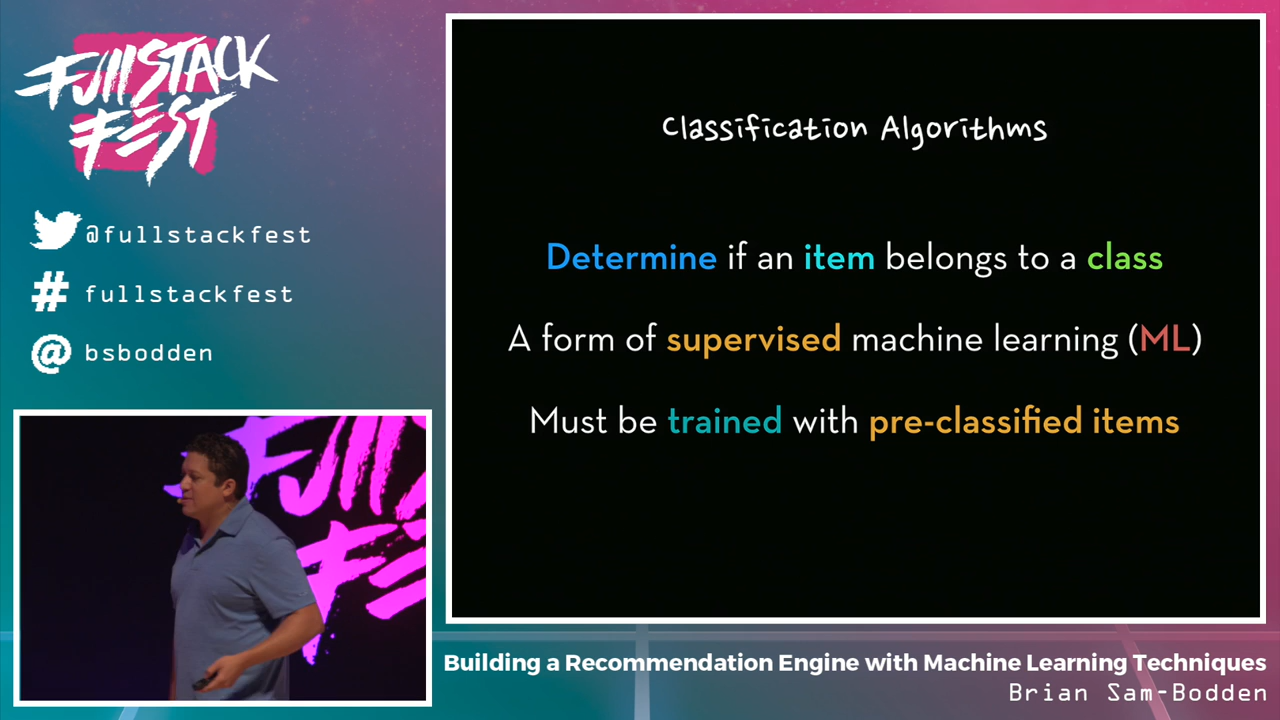 FullSTACK
FEST
@fullstackfest
# fullstackfest
@ bsbodden
Classification Algorithms
Determine if an item belongs to a class
A form of supervised machine learning (ML)
Must be trained with pre-classified items
Building a Recommendation Engine with Machine Learning Techniques
Brian Sam-Bodden